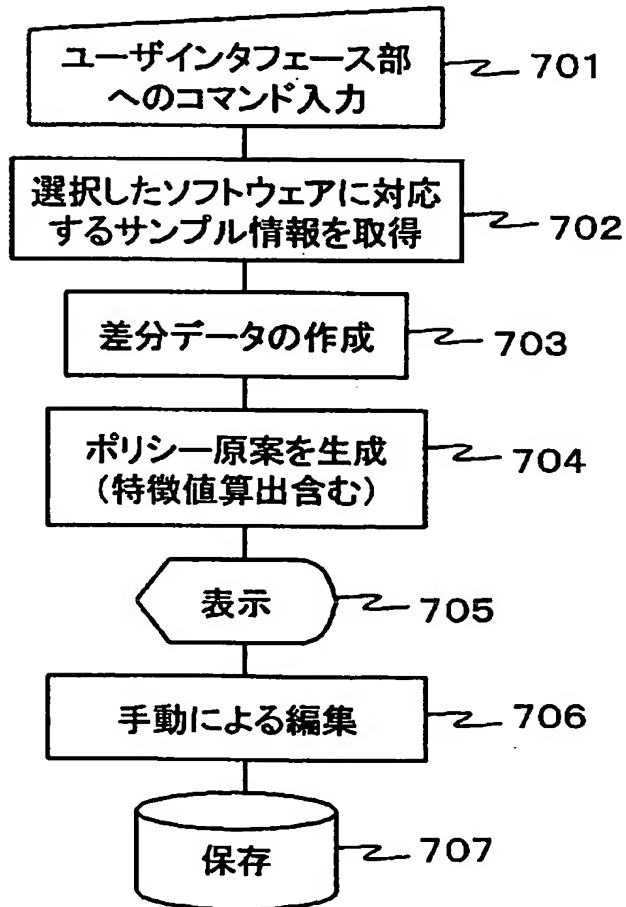 ユーザインタフェース部
へのコマンド入力
701
選択したソフトウェアに対応
するサンプル情報を取得
702
差分データの作成
703
ポリシー原案を生成
(特徴値算出含む)
704
表示
705
手動による編集
706
保存
707